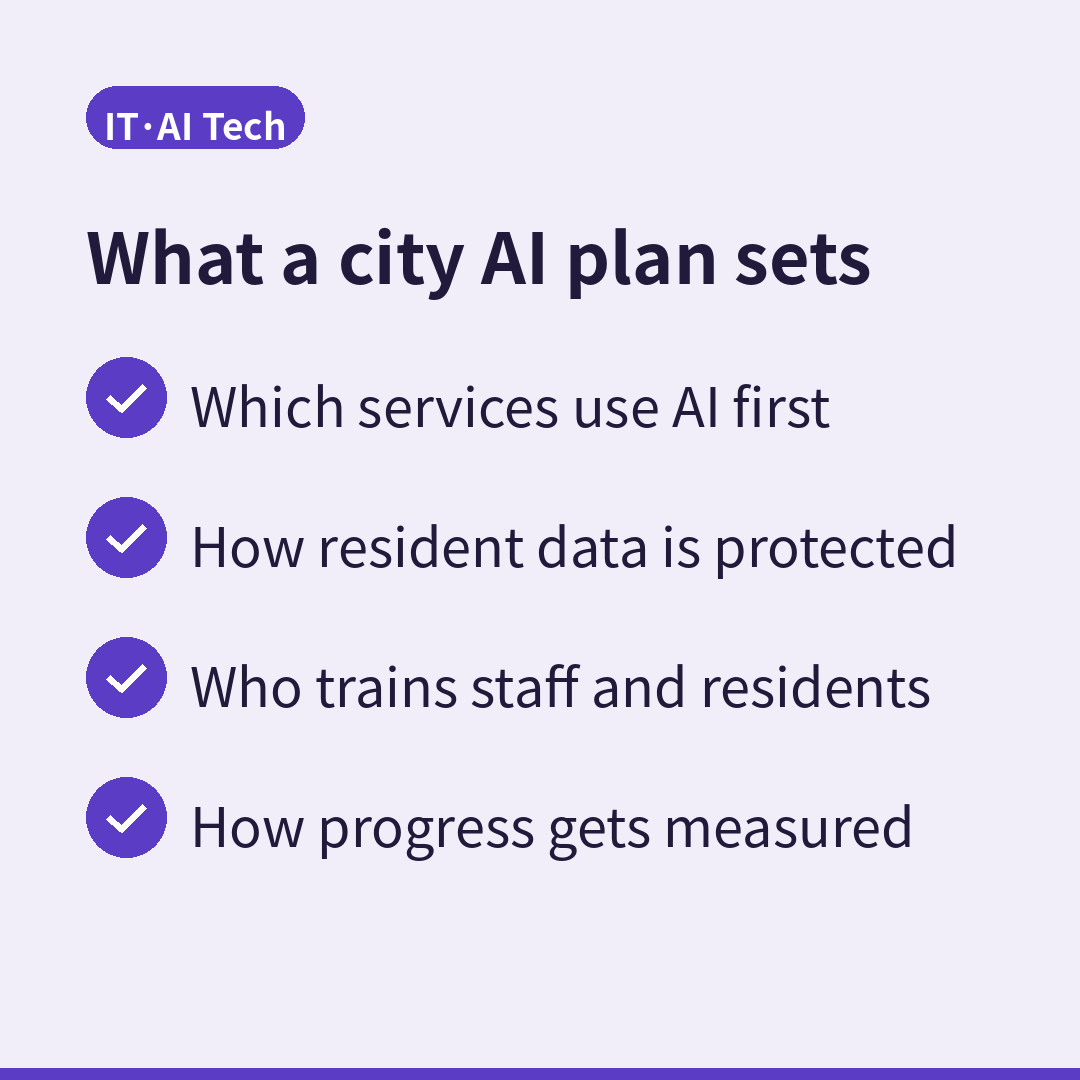 IT·AI Tech
What a city AI plan sets
Which services use AI first
How resident data is protected
Who trains staff and residents
How progress gets measured